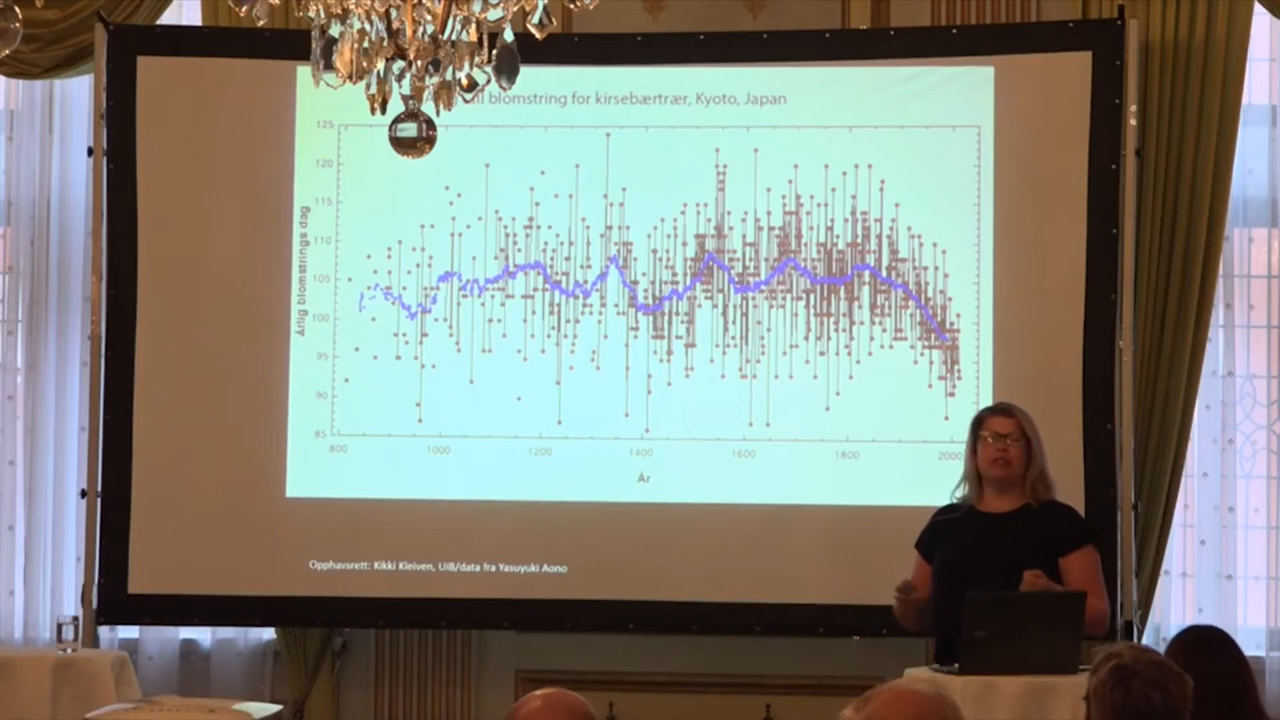 blomstring for kirsebærtrær, Kyoto, Japan
125
120
115
110
105
100
95
90
85
Årlig blomstrings dag
800 1000 1200 1400 1600 1800 2000
År
Opphavsrett: Kikki Kleiven, UiB/data fra Yasuyuki Aono